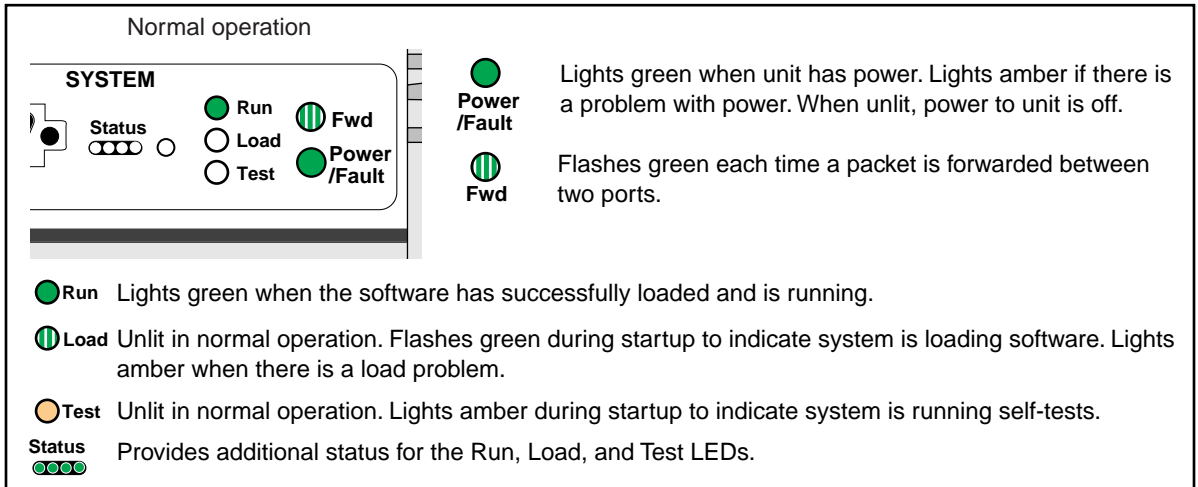 Normal operation
SYSTEM
Status
Run
Load
Test
Fwd
Power
/Fault
Power
/Fault
Lights green when unit has power. Lights amber if there is
a problem with power. When unlit, power to unit is off.
Fwd
Flashes green each time a packet is forwarded between
two ports.
Run Lights green when the software has successfully loaded and is running.
Load Unlit in normal operation. Flashes green during startup to indicate system is loading software. Lights
amber when there is a load problem.
Test Unlit in normal operation. Lights amber during startup to indicate system is running self-tests.
Status Provides additional status for the Run, Load, and Test LEDs.